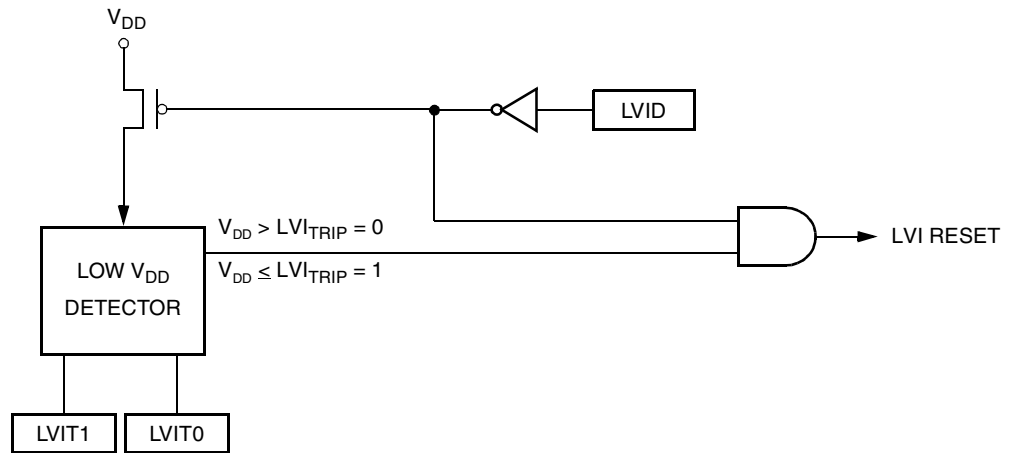 VDD
LVID
VDD > LVITRIP = 0
LVI RESET
LOW VDD
DETECTOR
VDD ≤ LVITRIP = 1
LVIT1
LVIT0